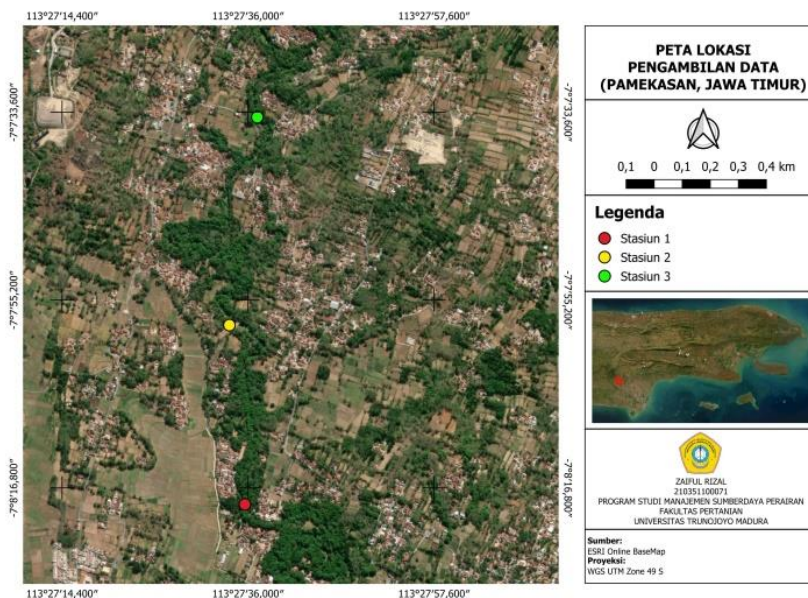 113°27'14,400" 113°27'36,000" 113°27'57,600"
-7°7'33,600" -7°7'33,600"
-7°7'55,200" -7°7'55,200"
-7°8'16,800" -7°8'16,800"
113°27'14,400" 113°27'36,000" 113°27'57,600"
PETA LOKASI
PENGAMBILAN DATA
(PAMEKASAN, JAWA TIMUR)
0,1 0 0,1 0,2 0,3 0,4 km
Legenda
Stasiun 1
Stasiun 2
Stasiun 3
ZAIFUL RIZAL
210351100071
PROGRAM STUDI MANAJEMEN SUMBERDAYA PERAIRAN
FAKULTAS PERTANIAN
UNIVERSITAS TRUNOJOYO MADURA
Sumber:
ESRI Online BaseMap
Proyeksi:
WGS UTM Zone 49 S